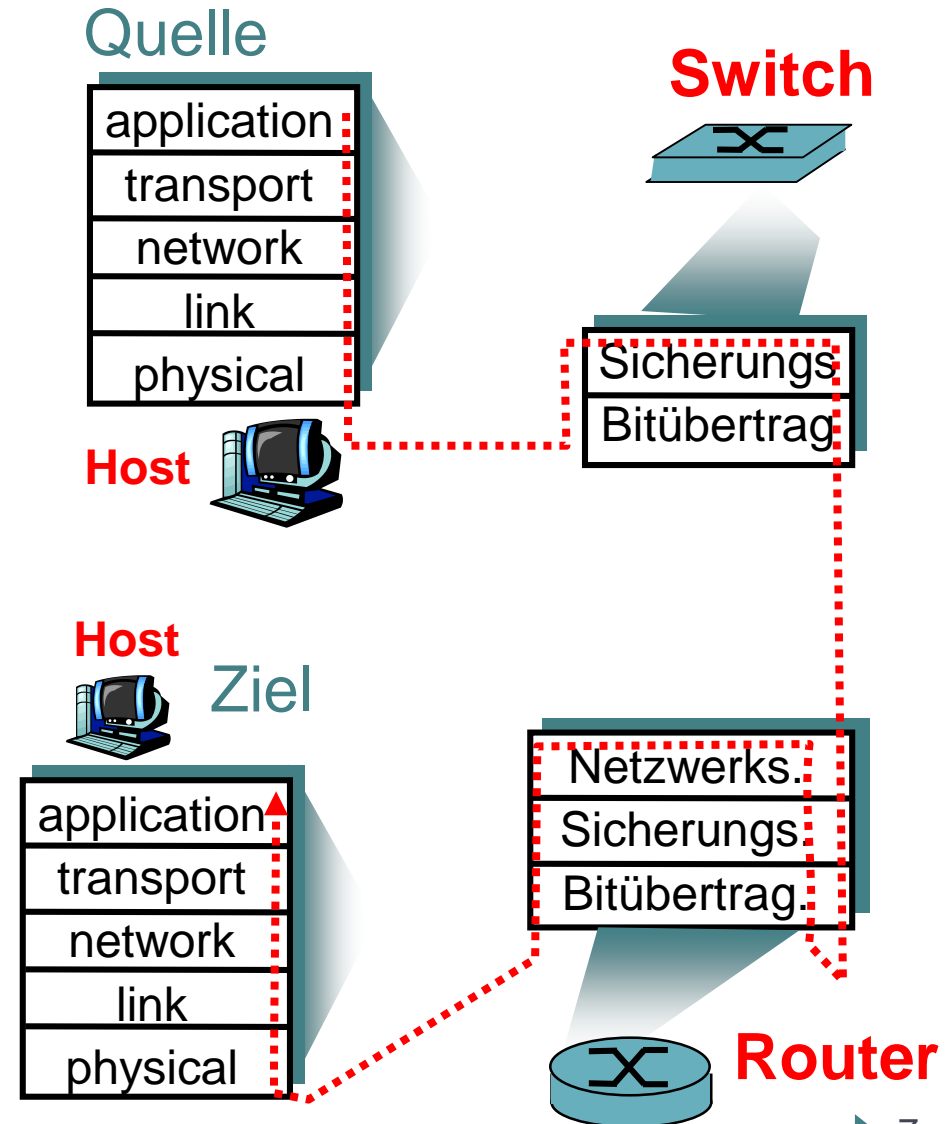 Quelle
Switch
application
transport
network
link
physical
Host
Sicherungs
Bitübertrag
Host
Ziel
application
transport
network
link
physical
Netzwerks.
Sicherungs.
Bitübertrag.
Router